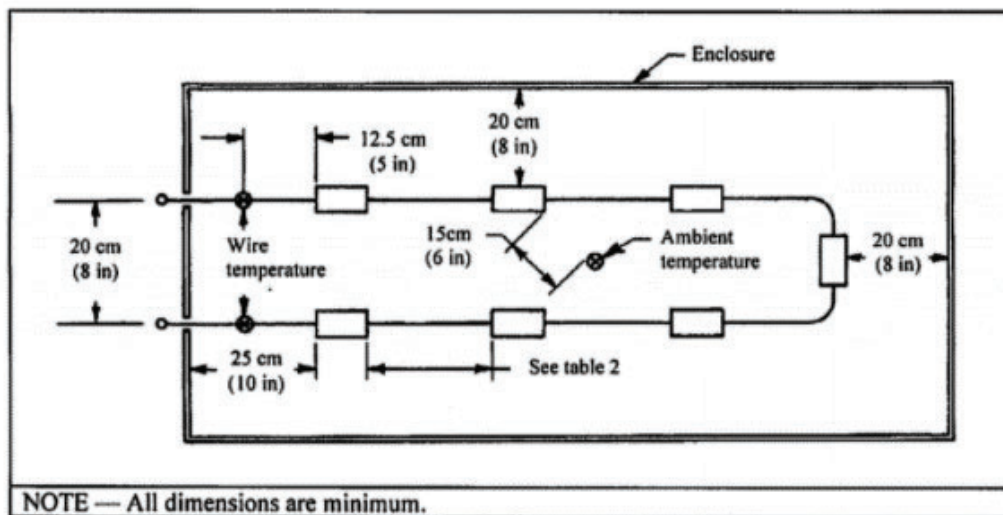 Enclosure
12.5 cm
(5 in)
20 cm
(8 in)
20 cm
(8 in)
Wire
temperature
15cm
(6 in)
Ambient
temperature
20 cm
(8 in)
25 cm
(10 in)
See table 2
NOTE — All dimensions are minimum.